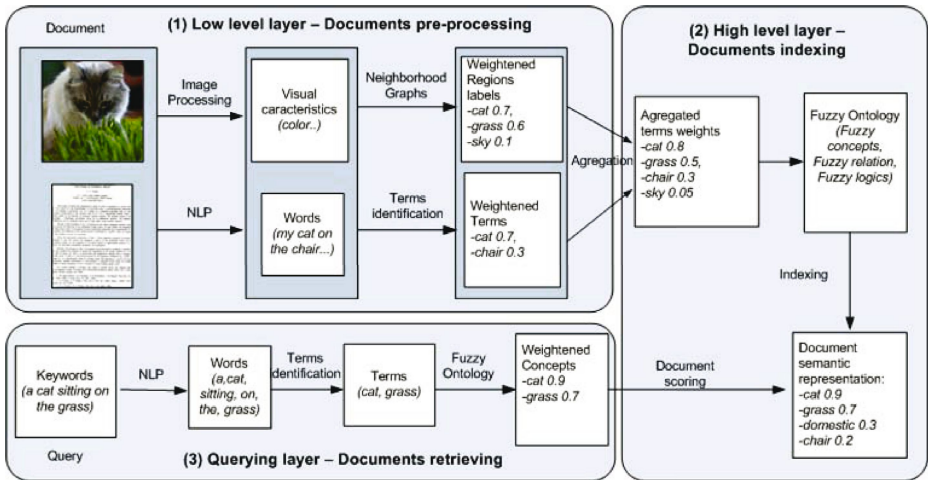 Document
(1) Low level layer – Documents pre-processing
Image
Processing
Visual
caracteristics
(color..)
Neighborhood
Graphs
Weightened
Regions
labels
-cat 0.7,
-grass 0.6
-sky 0.1
NLP
Words
(my cat on
the chair...)
Terms
identification
Weightened
Terms
-cat 0.7,
-chair 0.3
Agregation
(2) High level layer –
Documents indexing
Agregated
terms weights
-cat 0.8
-grass 0.5,
-chair 0.3
-sky 0.05
Fuzzy Ontology
(Fuzzy
concepts,
Fuzzy relation,
Fuzzy logics)
Indexing
Document
semantic
representation:
-cat 0.9
-grass 0.7
-domestic 0.3
-chair 0.2
Keywords
(a cat sitting on
the grass)
Query
NLP
Words
(a,cat,
sitting, on,
the, grass)
Terms
identification
Terms
(cat, grass)
Fuzzy
Ontology
Weightened
Concepts
-cat 0.9
-grass 0.7
Document
scoring
(3) Querying layer – Documents retrieving